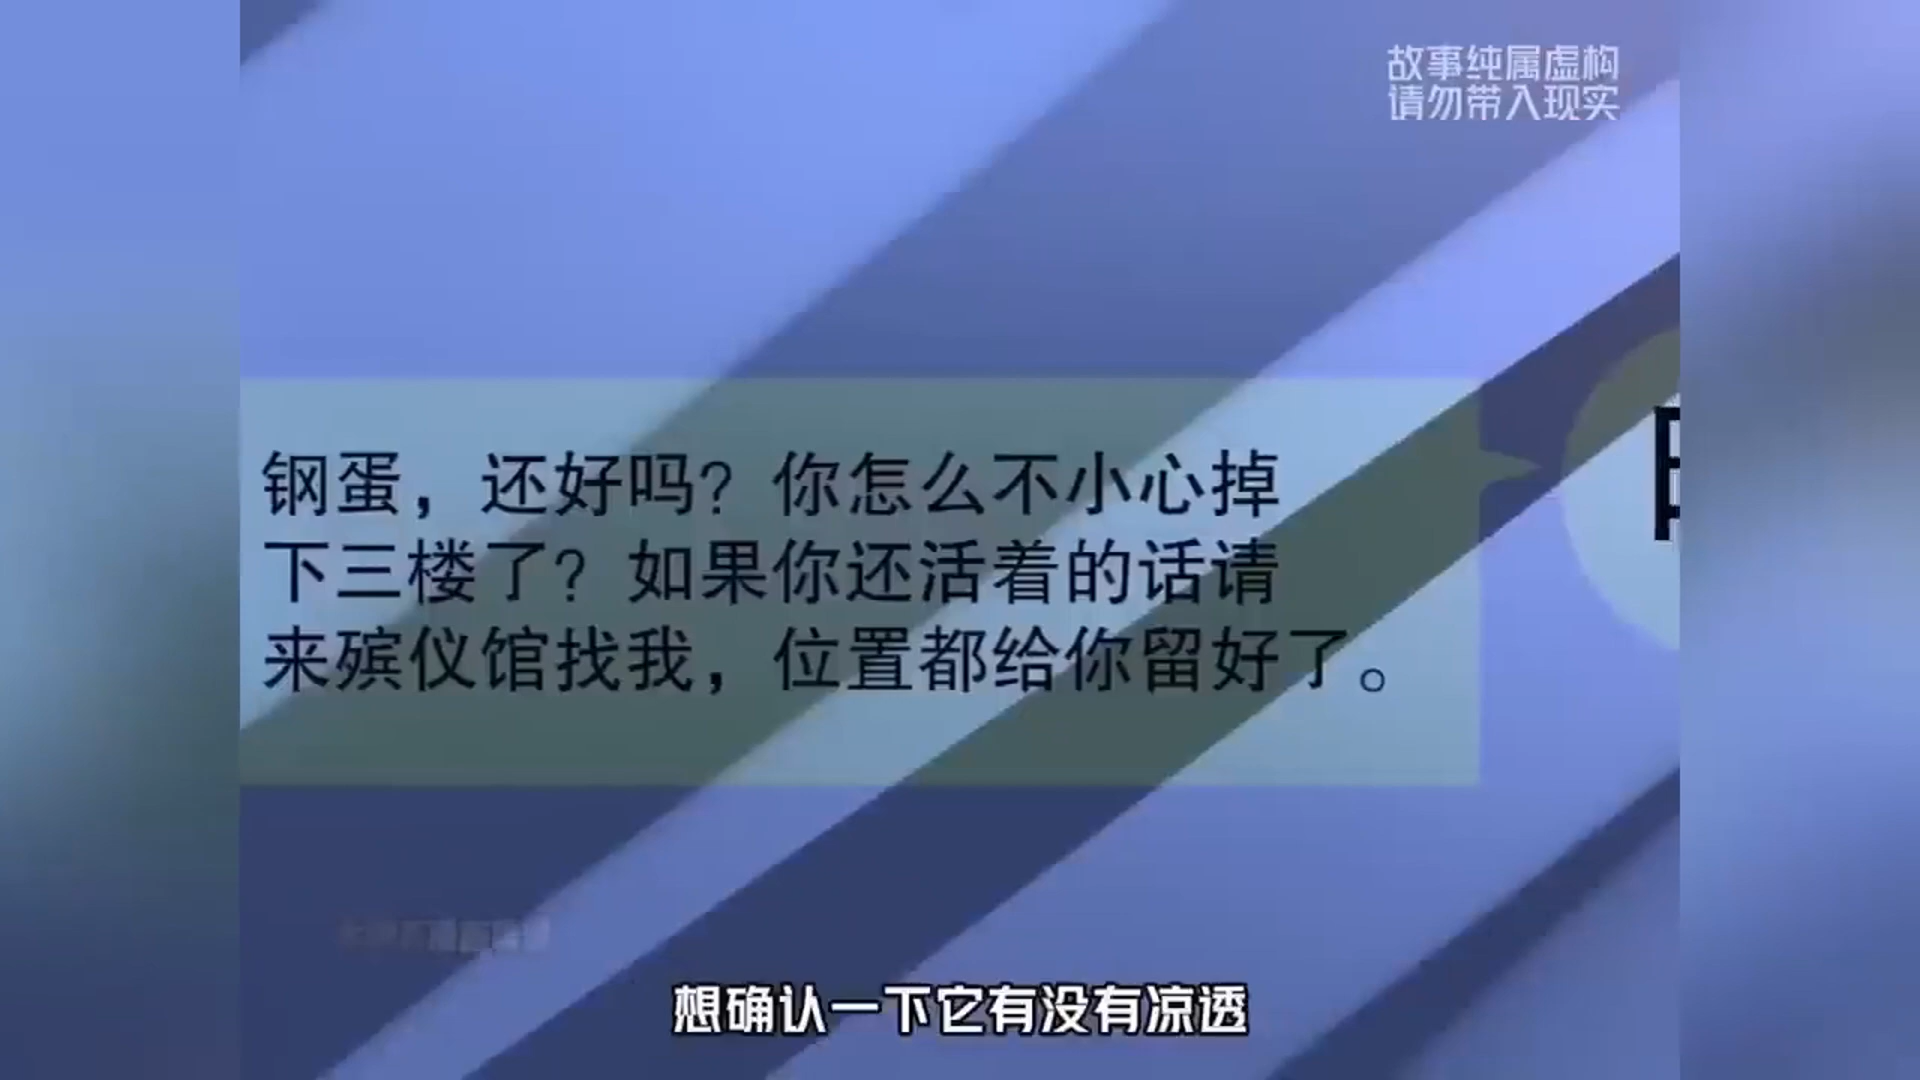 故事纯属虚构
请勿带入现实
钢蛋，还好吗？你怎么不小心掉
下三楼了？如果你还活着的话请
来殡仪馆找我，位置都给你留好了。
想确认一下它有没有凉透